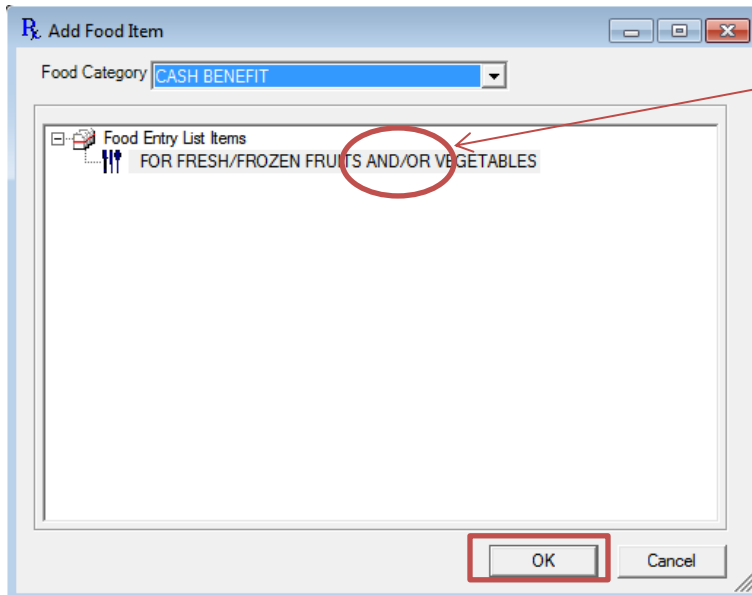 Rx Add Food Item
Food Category CASH BENEFIT
Food Entry List Items
FOR FRESH/FROZEN FRUITS AND/OR VEGETABLES
OK Cancel